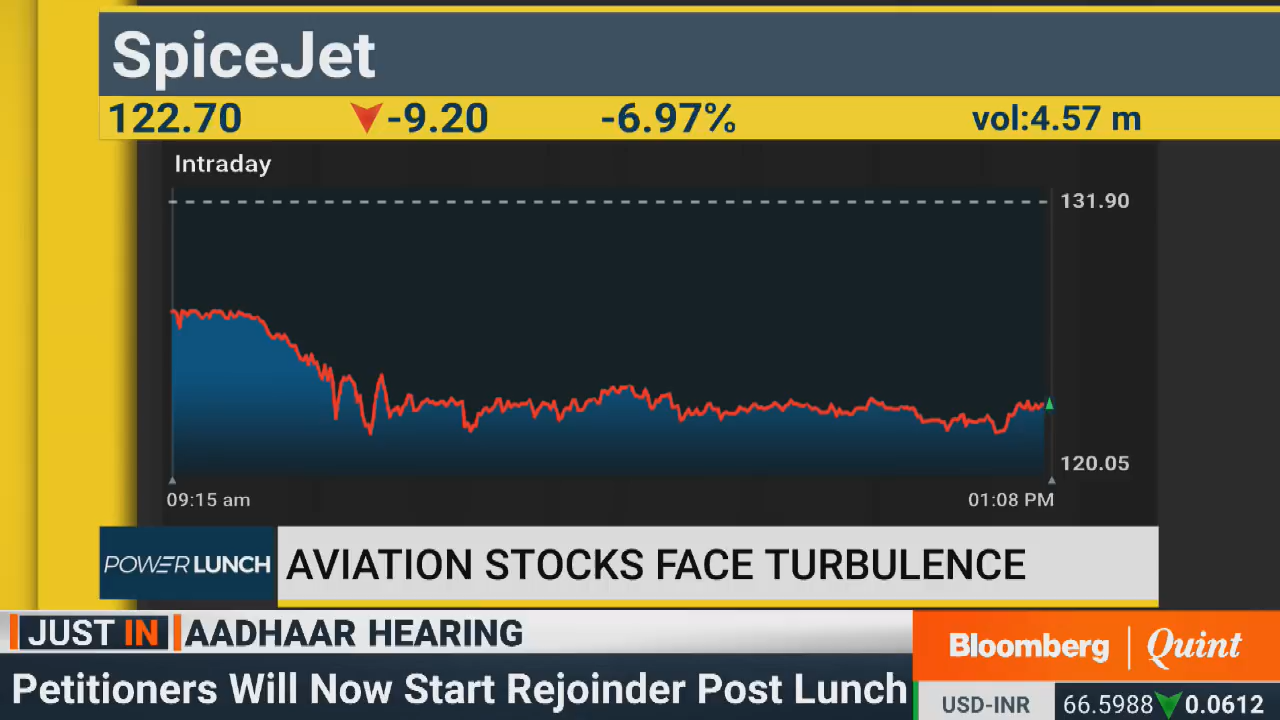 SpiceJet
122.70 -9.20 -6.97% vol:4.57 m
Intraday
131.90
120.05
09:15 am 01:08 PM
POWER LUNCH AVIATION STOCKS FACE TURBULENCE
JUST IN AADHAAR HEARING
Petitioners Will Now Start Rejoinder Post Lunch
Bloomberg | Quint
USD-INR 66.5988 0.0612